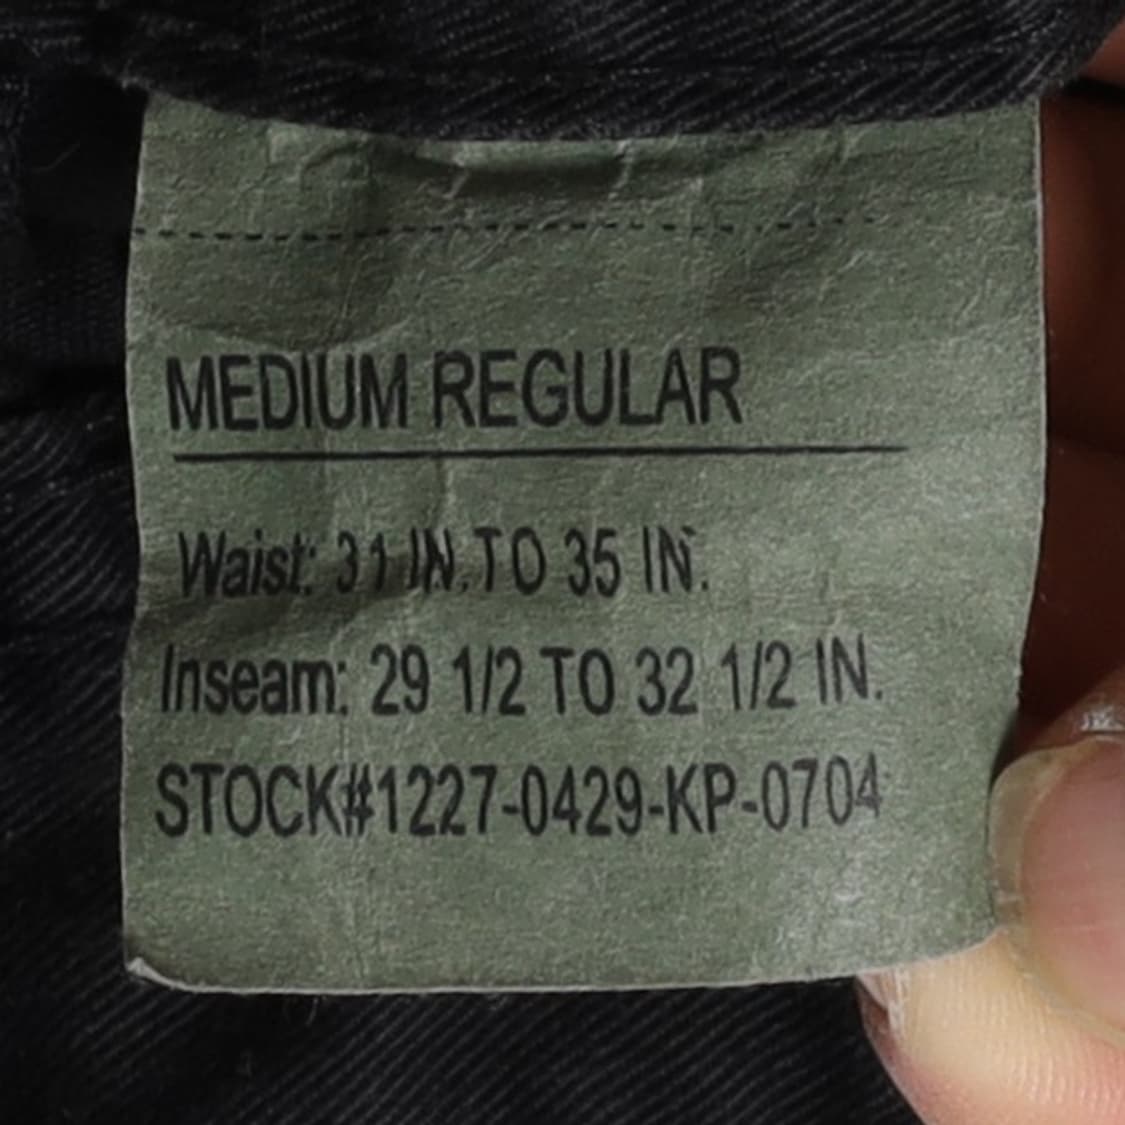 MEDIUM REGULAR
Waist: 31 IN. TO 35 IN.
Inseam: 29 1/2 TO 32 1/2 IN.
STOCK#1227-0429-KP-0704